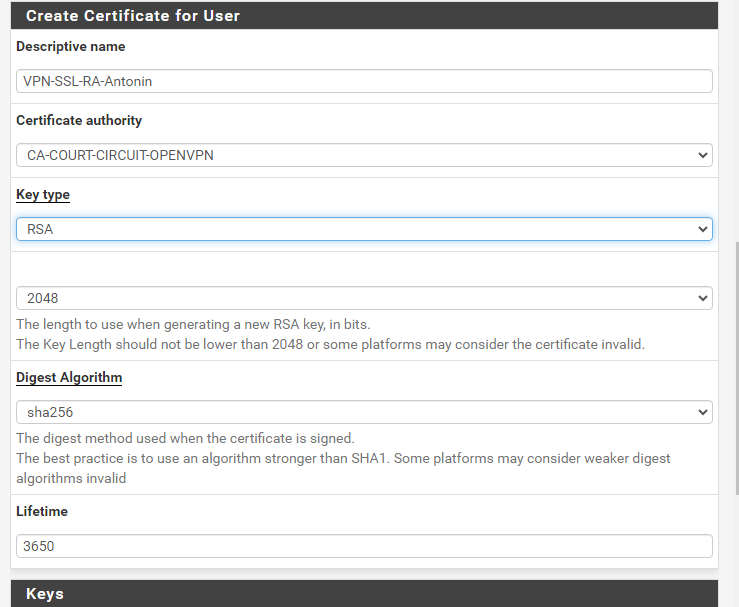 Create Certificate for User
Descriptive name
VPN-SSL-RA-Antonin
Certificate authority
CA-COURT-CIRCUIT-OPENVPN
Key type
RSA
2048
The length to use when generating a new RSA key, in bits.
The Key Length should not be lower than 2048 or some platforms may consider the certificate invalid.
Digest Algorithm
sha256
The digest method used when the certificate is signed.
The best practice is to use an algorithm stronger than SHA1. Some platforms may consider weaker digest
algorithms invalid
Lifetime
3650
Keys